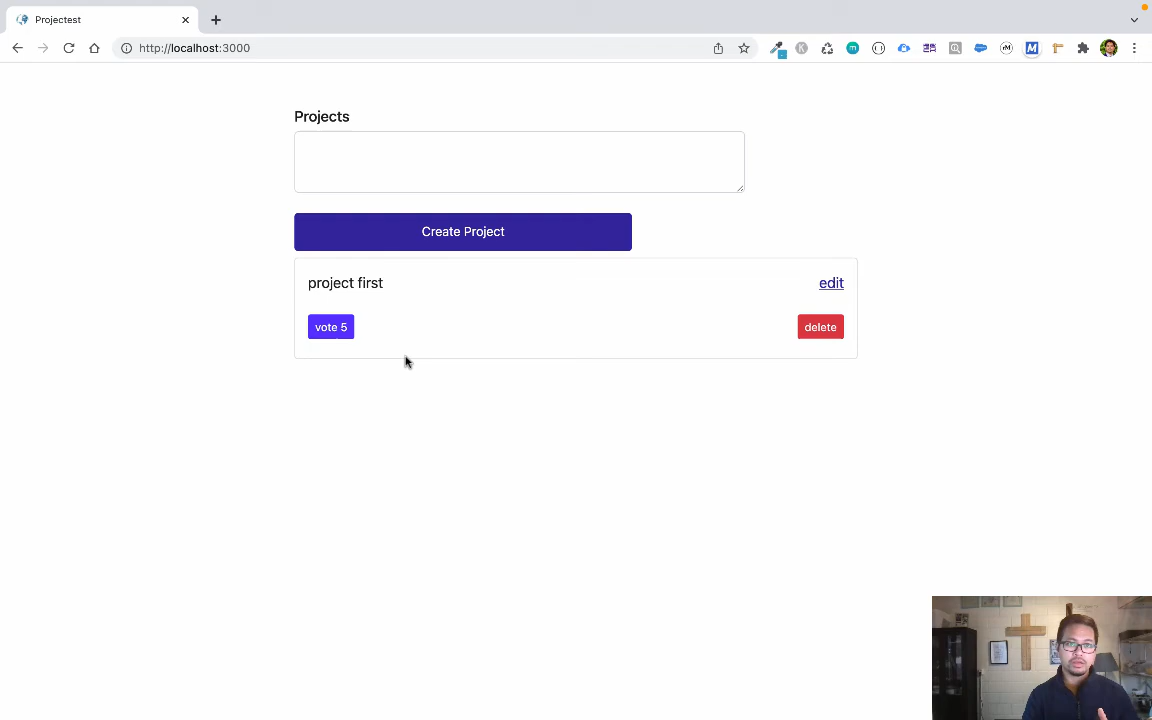 Projectest
http://localhost:3000
Projects
Create Project
project first
edit
vote 5
delete